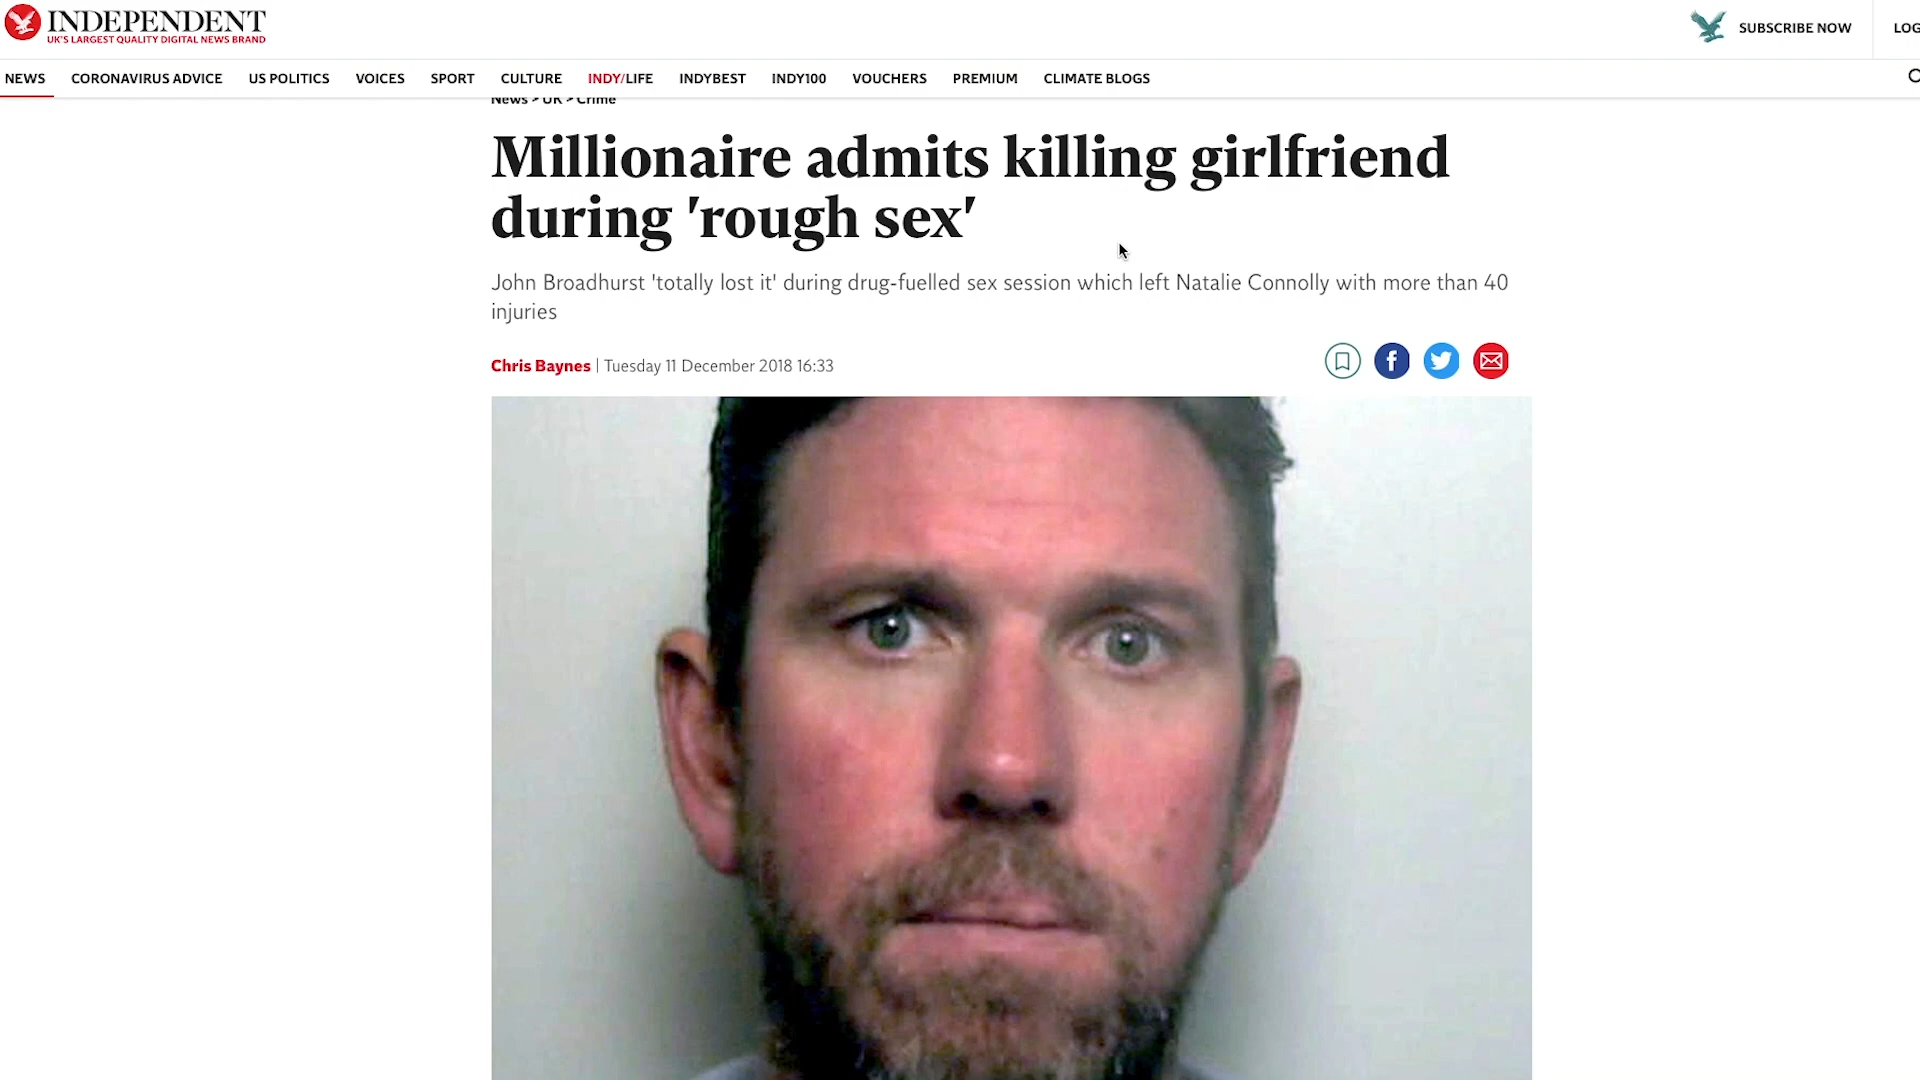 INDEPENDENT
UK'S LARGEST QUALITY DIGITAL NEWS BRAND
SUBSCRIBE NOW
LOG
NEWS CORONAVIRUS ADVICE US POLITICS VOICES SPORT CULTURE INDY/LIFE INDYBEST INDY100 VOUCHERS PREMIUM CLIMATE BLOGS
News > UK > Crime
Millionaire admits killing girlfriend
during 'rough sex'
John Broadhurst 'totally lost it' during drug-fuelled sex session which left Natalie Connolly with more than 40
injuries
Chris Baynes | Tuesday 11 December 2018 16:33